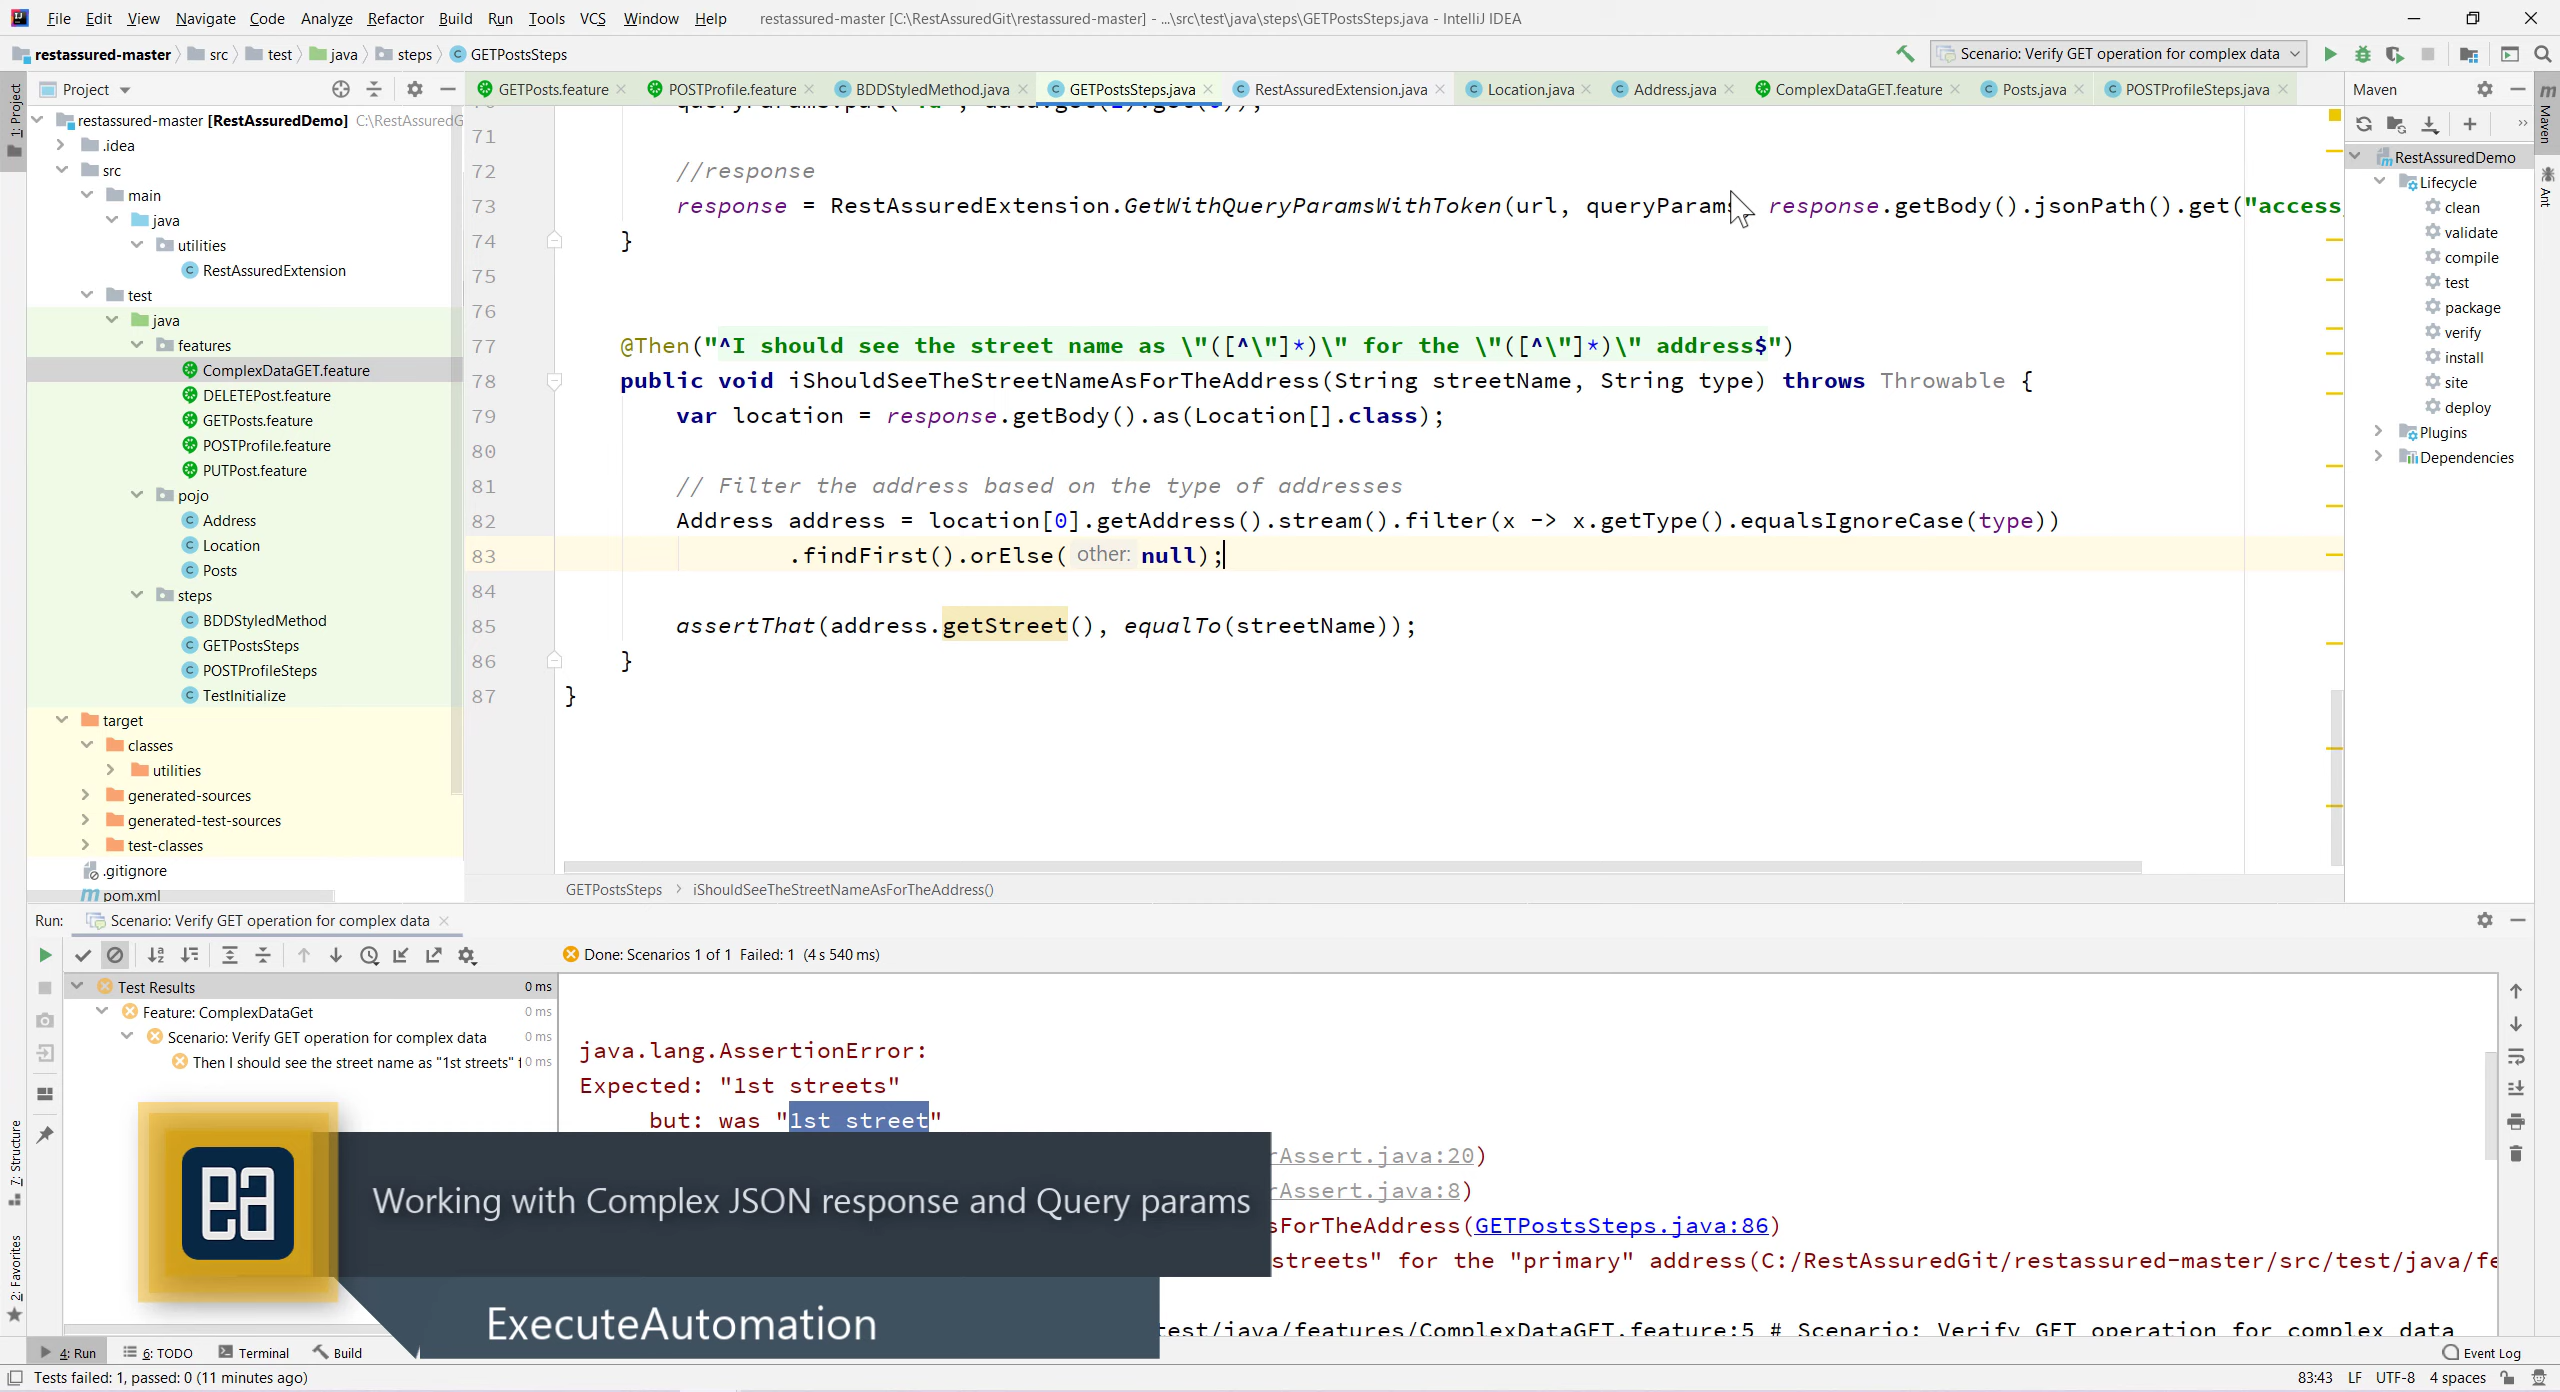 File Edit View Navigate Code Analyze Refactor Build Run Tools VCS Window Help restassured-master [C:\RestAssuredGit\restassured-master] - ...\src\test\java\steps\GETPostsSteps.java - IntelliJ IDEA
restassured-master src test java steps GETPostsSteps Scenario: Verify GET operation for complex data
1: Project
Project
GETPosts.feature POSTProfile.feature BDDStyledMethod.java GETPostsSteps.java RestAssuredExtension.java Location.java Address.java ComplexDataGET.feature Posts.java POSTProfileSteps.java
Maven
Maven
Ant
restassured-master [RestAssuredDemo] C:\RestAssuredG
.idea
src
main
java
utilities
RestAssuredExtension
test
java
features
ComplexDataGET.feature
DELETEPost.feature
GETPosts.feature
POSTProfile.feature
PUTPost.feature
pojo
Address
Location
Posts
steps
BDDStyledMethod
GETPostsSteps
POSTProfileSteps
TestInitialize
target
classes
utilities
generated-sources
generated-test-sources
test-classes
.gitignore
pom.xml
71
72 //response
73 response = RestAssuredExtension.GetWithQueryParamsWithToken(url, queryParams response.getBody().jsonPath().get("access_
74 }
75
76
77 @Then("^I should see the street name as \"([^\"]*)\" for the \"([^\"]*)\" address$")
78 public void iShouldSeeTheStreetNameAsForTheAddress(String streetName, String type) throws Throwable {
79 var location = response.getBody().as(Location[].class);
80
81 // Filter the address based on the type of addresses
82 Address address = location[0].getAddress().stream().filter(x -> x.getType().equalsIgnoreCase(type))
83 .findFirst().orElse( other: null);
84
85 assertThat(address.getStreet(), equalTo(streetName));
86 }
87 }
GETPostsSteps iShouldSeeTheStreetNameAsForTheAddress()
RestAssuredDemo
Lifecycle
clean
validate
compile
test
package
verify
install
site
deploy
Plugins
Dependencies
Run: Scenario: Verify GET operation for complex data
Done: Scenarios 1 of 1 Failed: 1 (4 s 540 ms)
Test Results 0 ms
Feature: ComplexDataGet 0 ms
Scenario: Verify GET operation for complex data 0 ms
Then I should see the street name as "1st streets" f 0 ms
java.lang.AssertionError:
Expected: "1st streets"
but: was "1st street"
rAssert.java:20)
rAssert.java:8)
sForTheAddress(GETPostsSteps.java:86)
streets" for the "primary" address(C:/RestAssuredGit/restassured-master/src/test/java/fe
test/java/features/ComplexDataGET.feature:5 # Scenario: Verify GET operation for complex data
ea
Working with Complex JSON response and Query params
ExecuteAutomation
7: Structure
2: Favorites
4: Run 6: TODO Terminal Build Event Log
Tests failed: 1, passed: 0 (11 minutes ago) 83:43 LF UTF-8 4 spaces